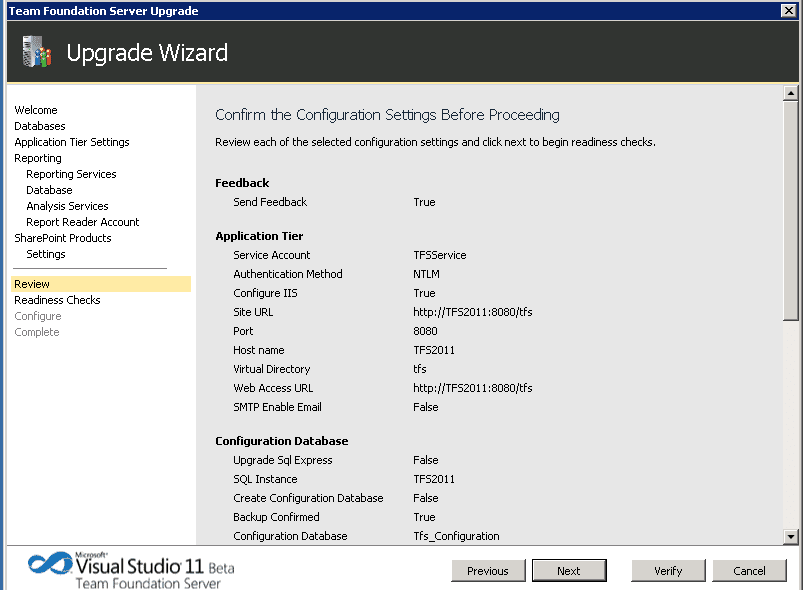 Team Foundation Server Upgrade
Upgrade Wizard
Welcome
Databases
Application Tier Settings
Reporting
Reporting Services
Database
Analysis Services
Report Reader Account
SharePoint Products
Settings
Review
Readiness Checks
Configure
Complete
Confirm the Configuration Settings Before Proceeding
Review each of the selected configuration settings and click next to begin readiness checks.
Feedback
Send Feedback True
Application Tier
Service Account TFSService
Authentication Method NTLM
Configure IIS True
Site URL http://TFS2011:8080/tfs
Port 8080
Host name TFS2011
Virtual Directory tfs
Web Access URL http://TFS2011:8080/tfs
SMTP Enable Email False
Configuration Database
Upgrade Sql Express False
SQL Instance TFS2011
Create Configuration Database False
Backup Confirmed True
Configuration Database Tfs_Configuration
Microsoft®
Visual Studio 11 Beta
Team Foundation Server
Previous Next Verify Cancel